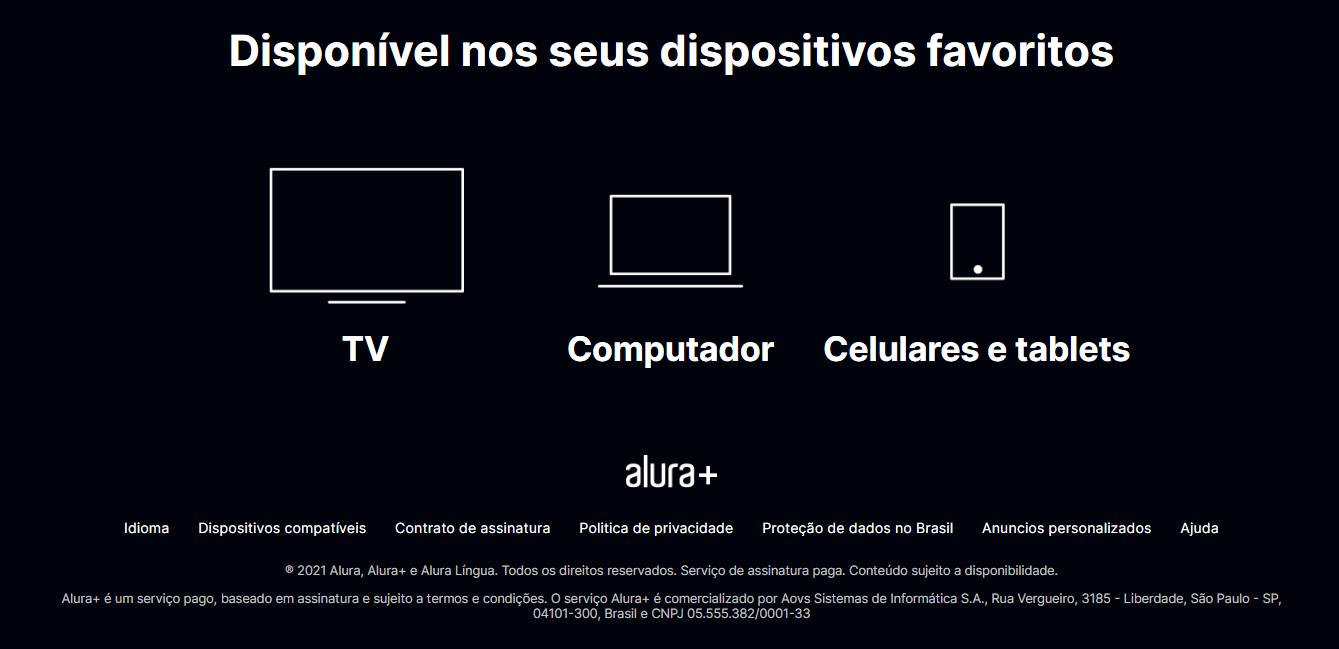 Disponível nos seus dispositivos favoritos
TV
Computador
Celulares e tablets
alura+
Idioma Dispositivos compatíveis Contrato de assinatura Politica de privacidade Proteção de dados no Brasil Anuncios personalizados Ajuda
® 2021 Alura, Alura+ e Alura Língua. Todos os direitos reservados. Serviço de assinatura paga. Conteúdo sujeito a disponibilidade.
Alura+ é um serviço pago, baseado em assinatura e sujeito a termos e condições. O serviço Alura+ é comercializado por Aovs Sistemas de Informática S.A., Rua Vergueiro, 3185 - Liberdade, São Paulo - SP,
04101-300, Brasil e CNPJ 05.555.382/0001-33